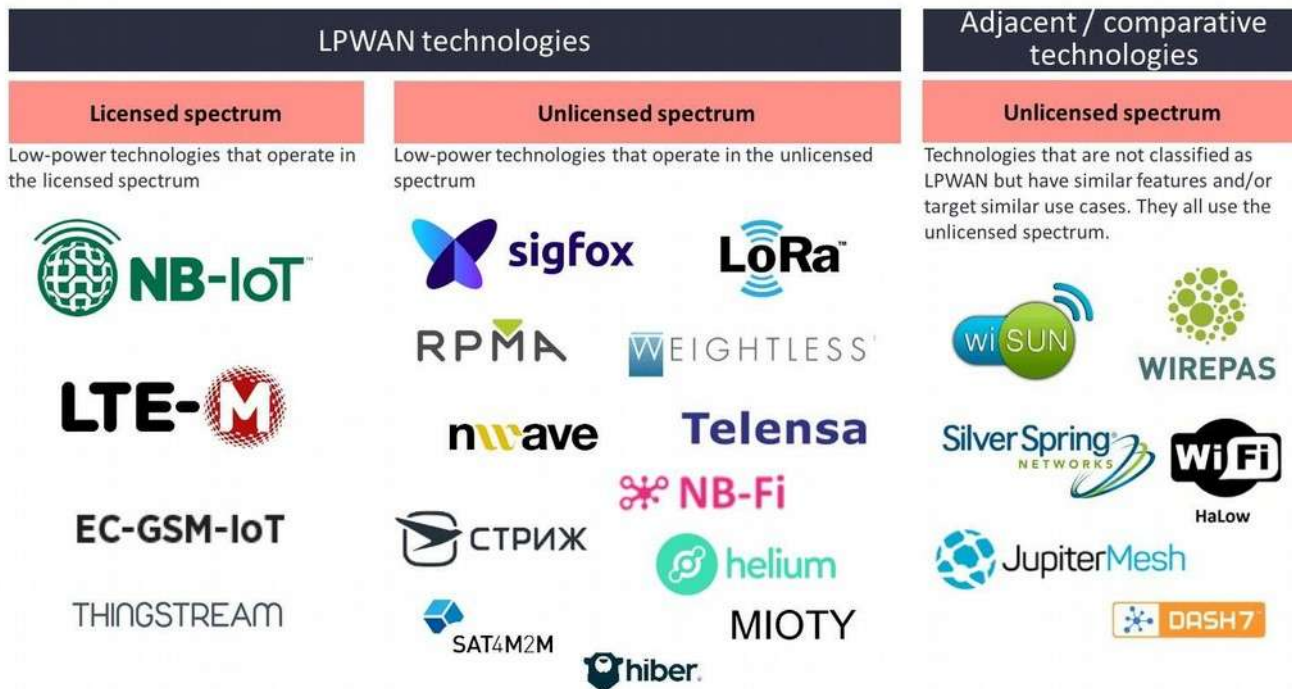 LPWAN technologies
Adjacent / comparative
technologies
Licensed spectrum
Low-power technologies that operate in
the licensed spectrum
NB-IoT™
LTE-M
EC-GSM-IoT
THINGSTREAM
Unlicensed spectrum
Low-power technologies that operate in the unlicensed
spectrum
sigfox
LoRa™
RPMA
WEIGHTLESS
nwave
Telensa
NB-Fi
СТРИЖ
helium
SAT4M2M
MIOTY
hiber.
Unlicensed spectrum
Technologies that are not classified as
LPWAN but have similar features and/or
target similar use cases. They all use the
unlicensed spectrum.
wi SUN
WIREPAS
Silver Spring®
NETWORKS
Wi Fi
HaLow
JupiterMesh
DASH7